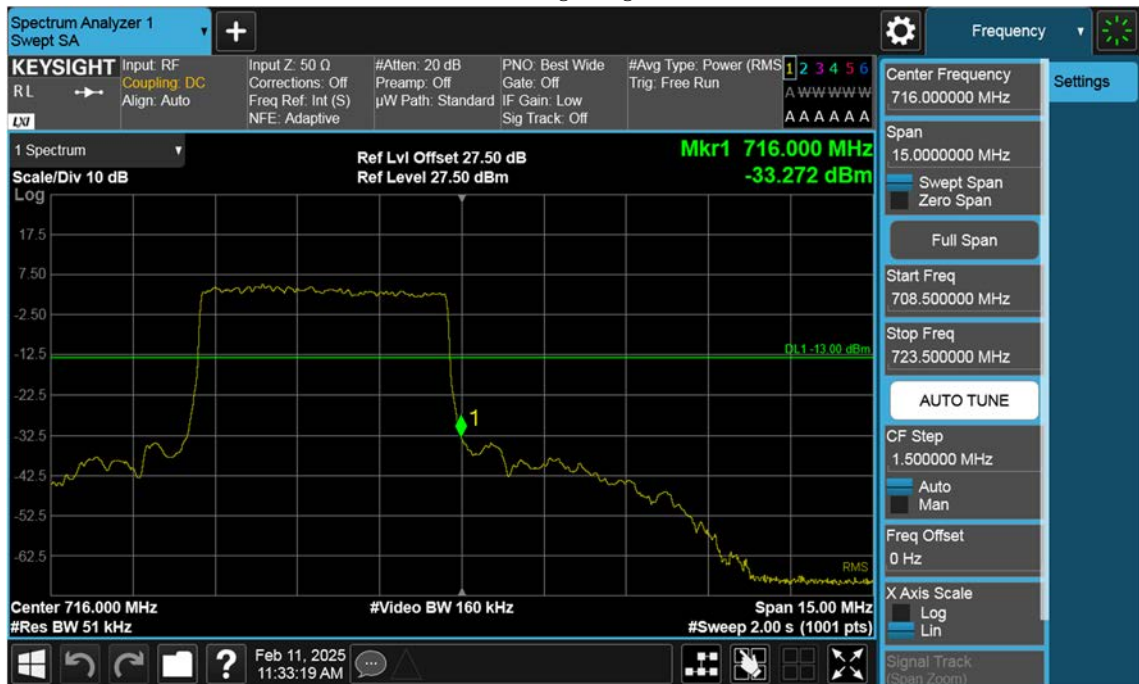 Spectrum Analyzer 1
Swept SA
Frequency
KEYSIGHT
RL
LXI
Input: RF
Coupling: DC
Align: Auto
Input Z: 50 Ω
Corrections: Off
Freq Ref: Int (S)
NFE: Adaptive
#Atten: 20 dB
Preamp: Off
µW Path: Standard
PNO: Best Wide
Gate: Off
IF Gain: Low
Sig Track: Off
#Avg Type: Power (RMS
Trig: Free Run
1 2 3 4 5 6
A W W W W W
A A A A A A
1 Spectrum
Scale/Div 10 dB
Ref Lvl Offset 27.50 dB
Ref Level 27.50 dBm
Mkr1 716.000 MHz
-33.272 dBm
Log
17.5
7.50
-2.50
-12.5
-22.5
-32.5
-42.5
-52.5
-62.5
DL1 -13.00 dBm
1
RMS
Center 716.000 MHz
#Res BW 51 kHz
#Video BW 160 kHz
Span 15.00 MHz
#Sweep 2.00 s (1001 pts)
Center Frequency
716.000000 MHz
Span
15.0000000 MHz
Swept Span
Zero Span
Full Span
Start Freq
708.500000 MHz
Stop Freq
723.500000 MHz
AUTO TUNE
CF Step
1.500000 MHz
Auto
Man
Freq Offset
0 Hz
X Axis Scale
Log
Lin
Signal Track
(Span Zoom)
Settings
?
Feb 11, 2025
11:33:19 AM